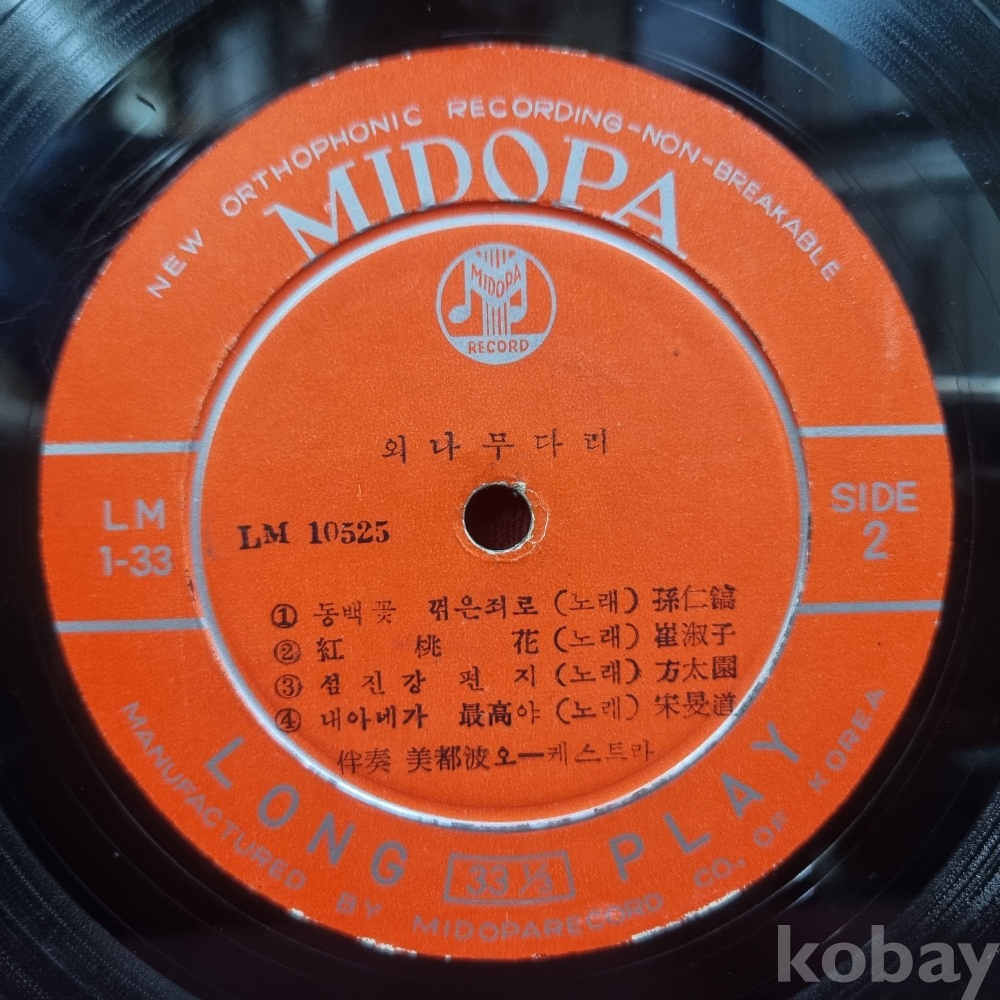 NEW ORTHOPHONIC RECORDING-NON-BREAKABLE
MIDOPA
MIDOPA
RECORD
외나무다리
LM
1-33
LM 10525
SIDE
2
① 동백꽃 꺾은죄로 (노래) 孫仁鎬
② 紅桃花 (노래) 崔淑子
③ 섬진강 편지 (노래) 方太園
④ 내아네가 最高야 (노래) 宋旻道
伴奏 美都波오ー케스트라
LONG PLAY
33 ⅓
MANUFACTURED BY MIDOPARECORD CO., OF KOREA
kobay